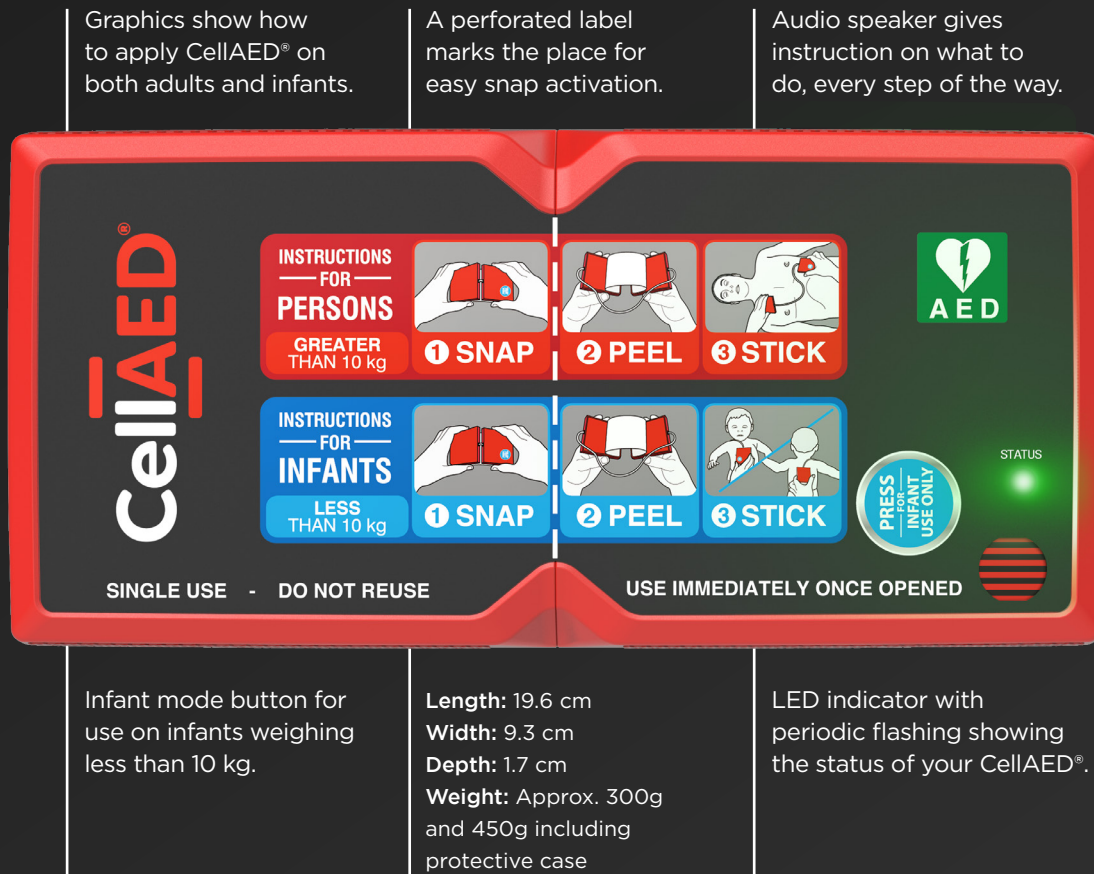 Graphics show how
to apply CellAED® on
both adults and infants.
A perforated label
marks the place for
easy snap activation.
Audio speaker gives
instruction on what to
do, every step of the way.
CellAED®
INSTRUCTIONS
FOR
PERSONS
GREATER
THAN 10 kg
1 SNAP
2 PEEL
3 STICK
AED
INSTRUCTIONS
FOR
INFANTS
LESS
THAN 10 kg
1 SNAP
2 PEEL
3 STICK
PRESS
FOR
INFANT
USE ONLY
STATUS
SINGLE USE - DO NOT REUSE
USE IMMEDIATELY ONCE OPENED
Infant mode button for
use on infants weighing
less than 10 kg.
Length: 19.6 cm
Width: 9.3 cm
Depth: 1.7 cm
Weight: Approx. 300g
and 450g including
protective case
LED indicator with
periodic flashing showing
the status of your CellAED®.